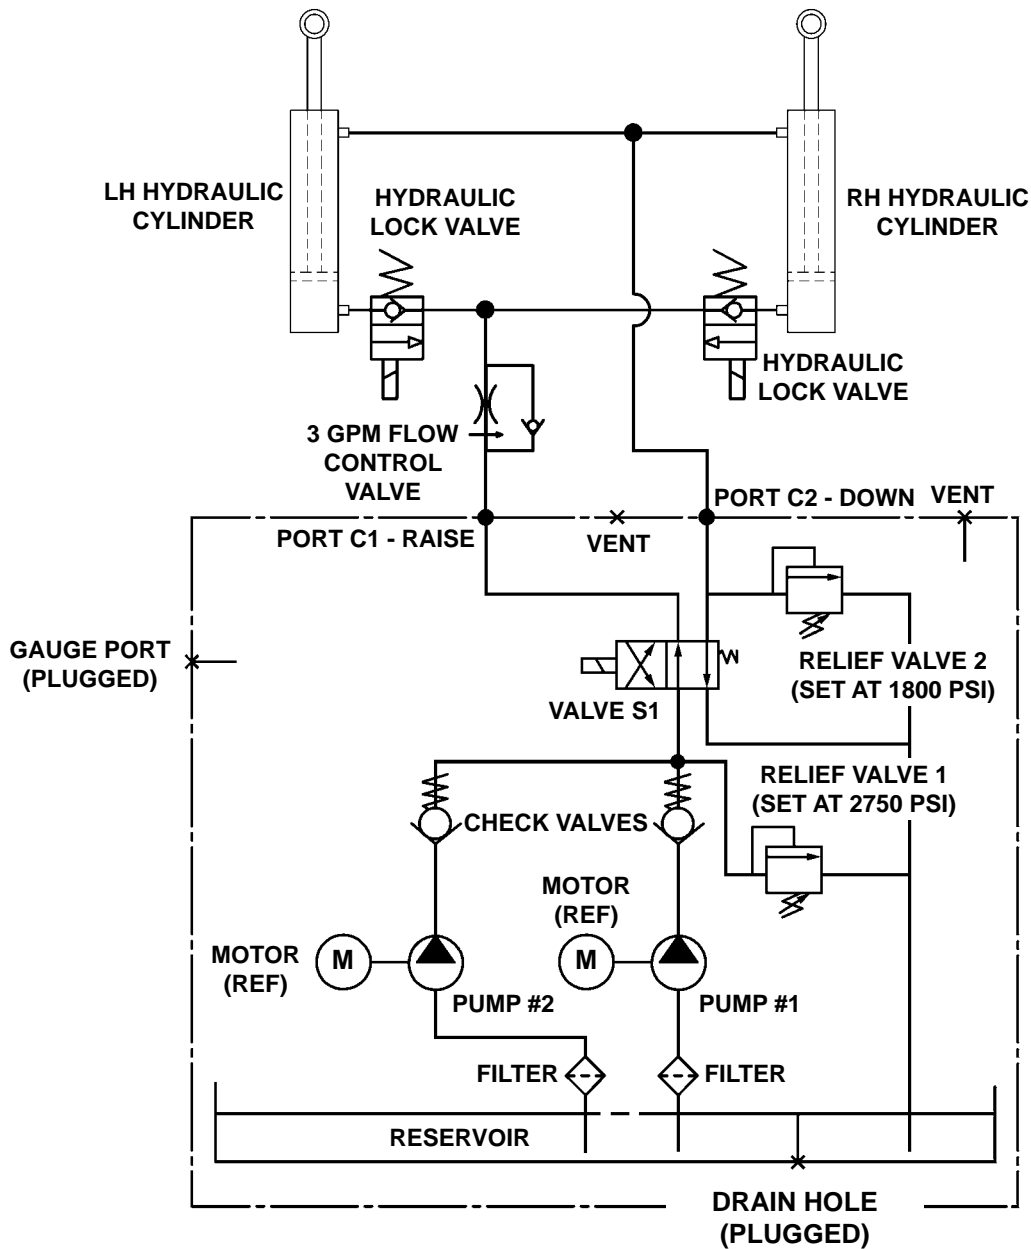 LH HYDRAULIC
CYLINDER
HYDRAULIC
LOCK VALVE
RH HYDRAULIC
CYLINDER
HYDRAULIC
LOCK VALVE
3 GPM FLOW
CONTROL
VALVE
PORT C1 - RAISE
VENT
PORT C2 - DOWN
VENT
GAUGE PORT
(PLUGGED)
RELIEF VALVE 2
(SET AT 1800 PSI)
VALVE S1
RELIEF VALVE 1
(SET AT 2750 PSI)
CHECK VALVES
MOTOR
(REF)
M
MOTOR
(REF)
M
PUMP #2
PUMP #1
FILTER
FILTER
RESERVOIR
DRAIN HOLE
(PLUGGED)